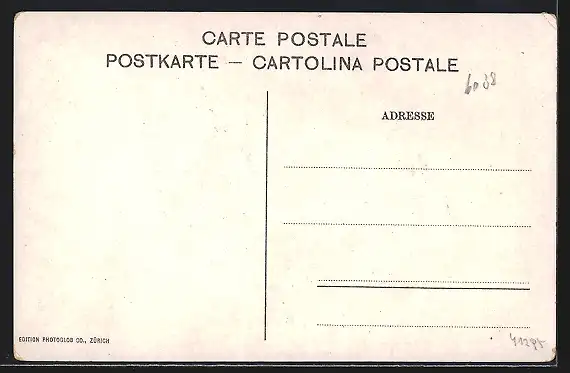 CARTE POSTALE
POSTKARTE — CARTOLINA POSTALE
ADRESSE
EDITION PHOTOGLOB CO., ZÜRICH